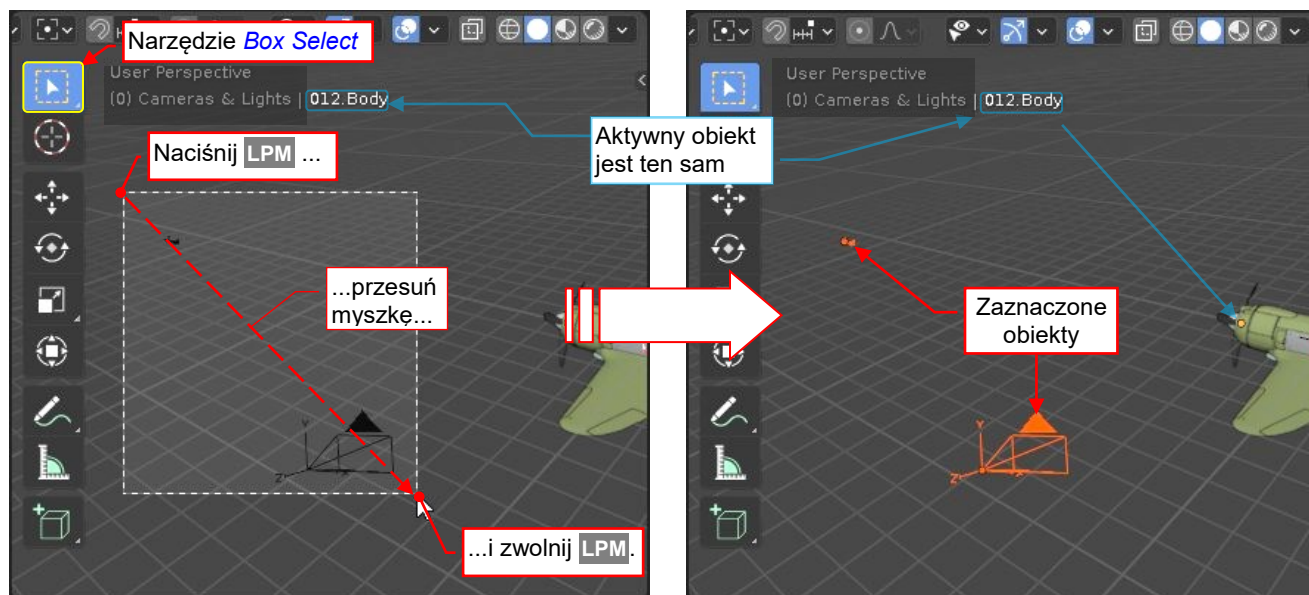 Narzędzie Box Select
User Perspective
(0) Cameras & Lights | 012.Body
Naciśnij LPM ...
...przesuń
myszkę...
...i zwolnij LPM.
Aktywny obiekt
jest ten sam
User Perspective
(0) Cameras & Lights | 012.Body
Zaznaczone
obiekty
Y
Z
Y
Z